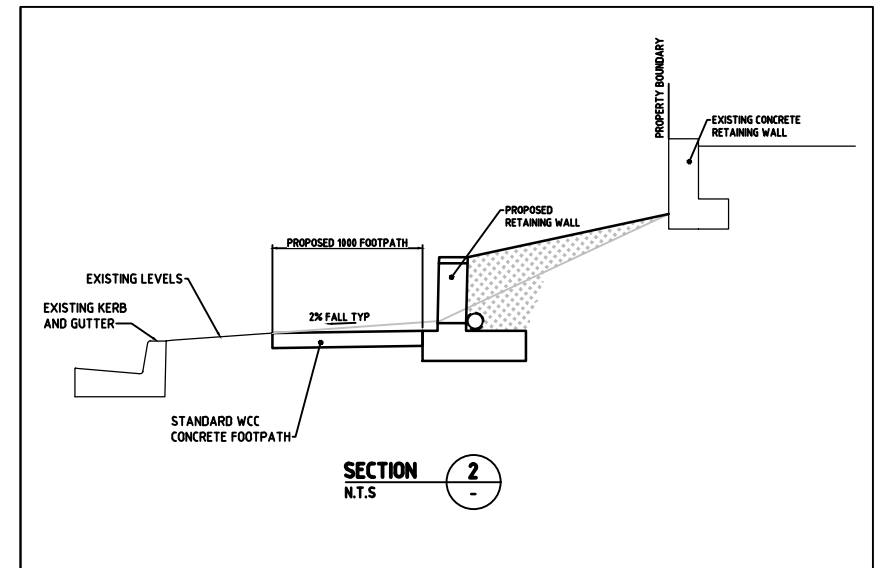 PROPERTY BOUNDARY
EXISTING CONCRETE
RETAINING WALL
PROPOSED
RETAINING WALL
PROPOSED 1000 FOOTPATH
EXISTING LEVELS
EXISTING KERB
AND GUTTER
2% FALL TYP
STANDARD WCC
CONCRETE FOOTPATH
SECTION 2
N.T.S -